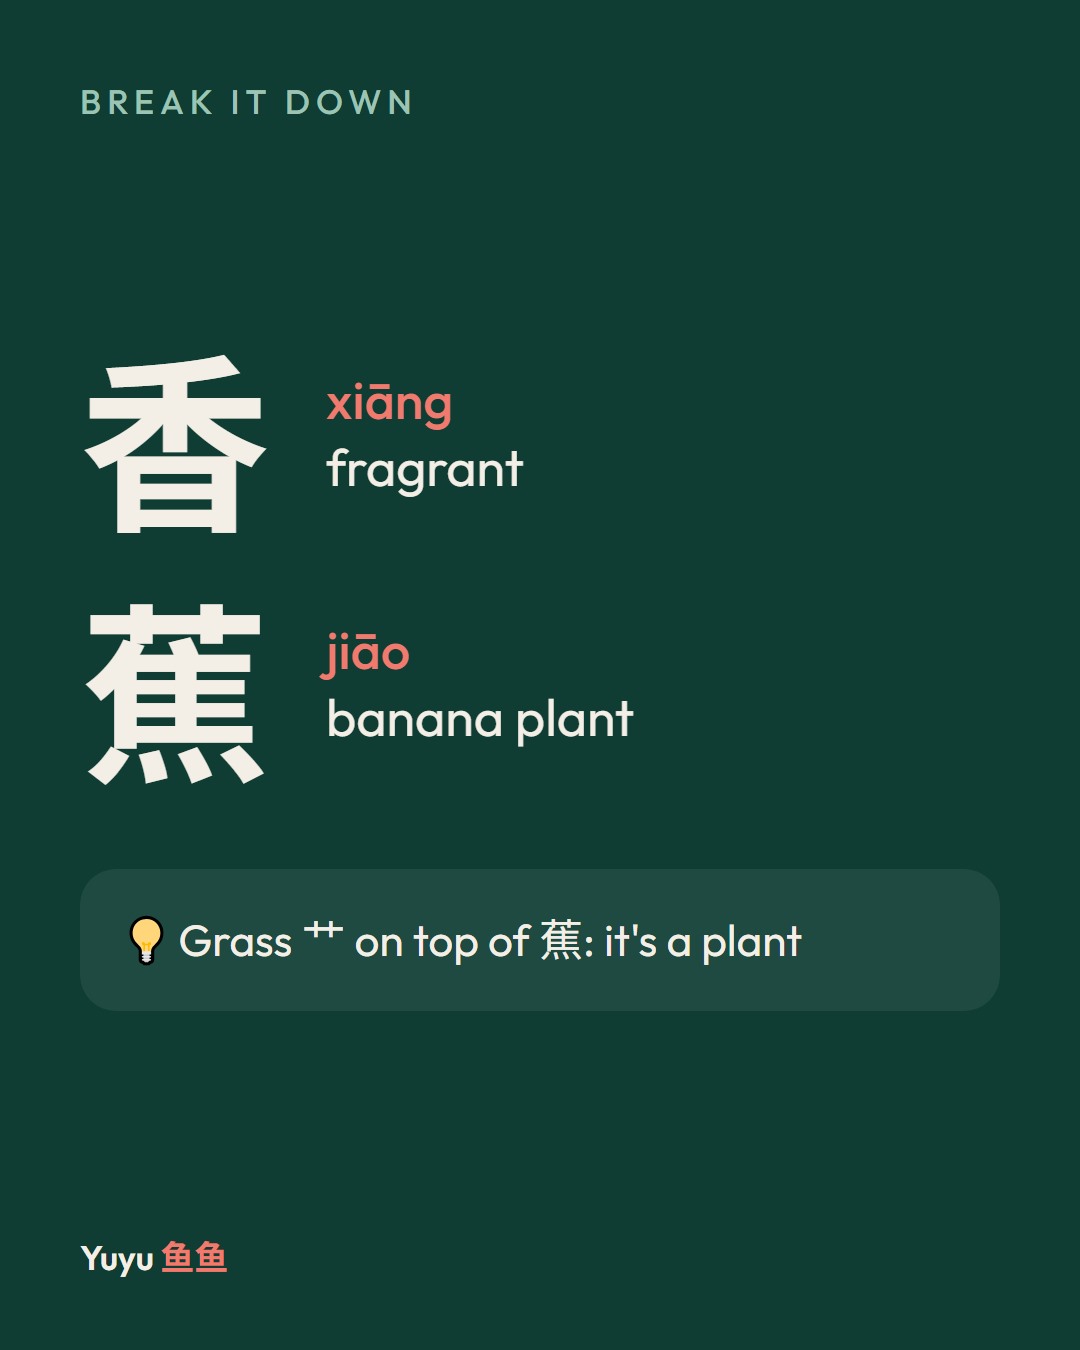 BREAK IT DOWN
香
xiāng
fragrant
蕉
jiāo
banana plant
💡 Grass 艹 on top of 蕉: it's a plant
Yuyu 鱼鱼